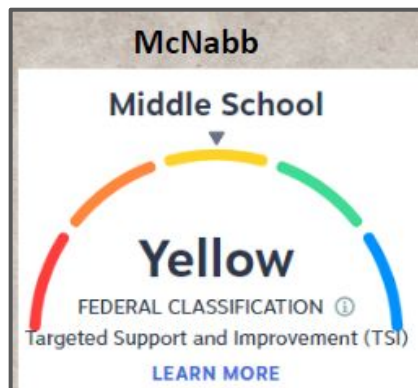 McNabb
Middle School
Yellow
FEDERAL CLASSIFICATION ⓘ
Targeted Support and Improvement (TSI)
LEARN MORE